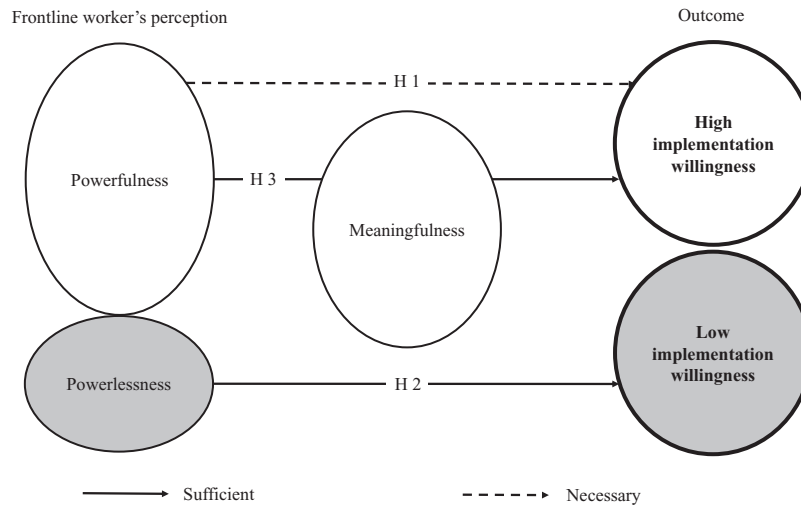 Frontline worker's perception
Outcome
H 1
High
implementation
willingness
Powerfulness
H 3
Meaningfulness
Low
implementation
willingness
Powerlessness
H 2
Sufficient
Necessary